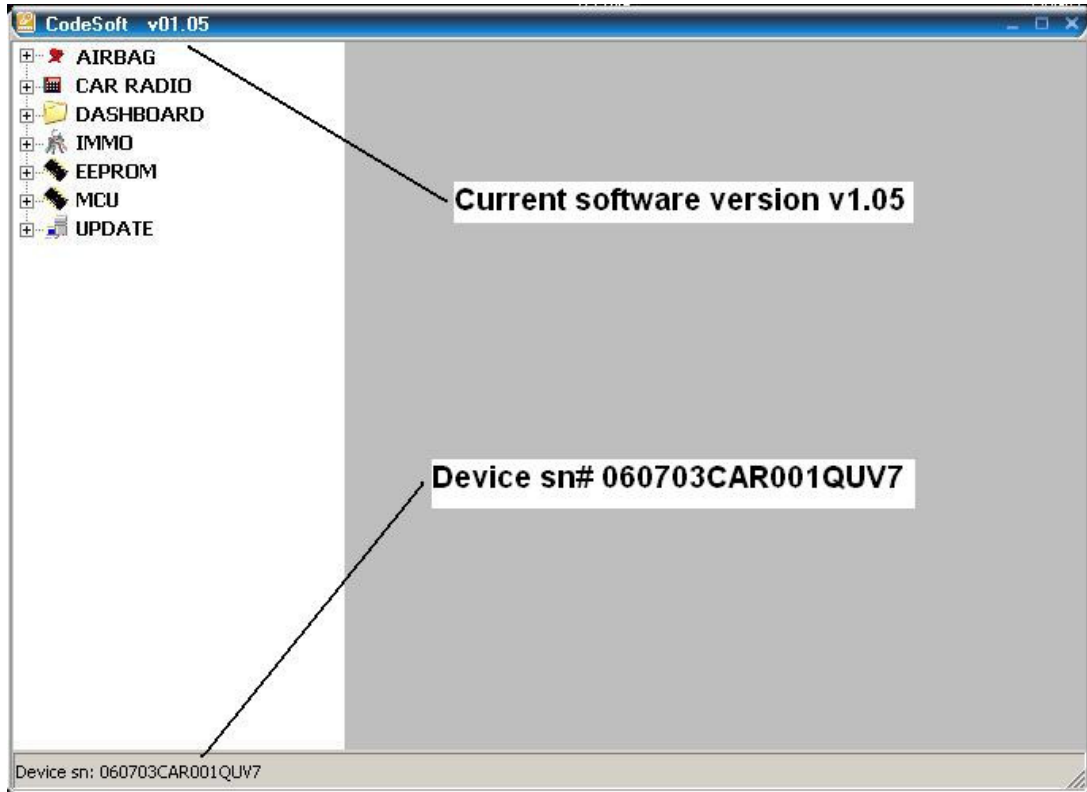 CodeSoft v01.05
AIRBAG
CAR RADIO
DASHBOARD
IMMO
EEPROM
MCU
UPDATE
Current software version v1.05
Device sn# 060703CAR001QUV7
Device sn: 060703CAR001QUV7